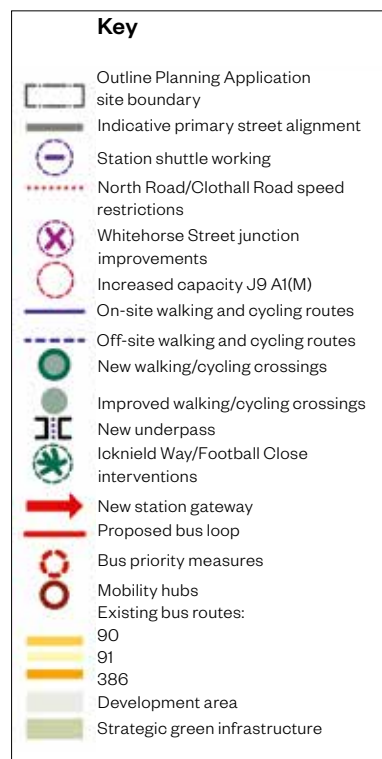 Key
Outline Planning Application
site boundary
Indicative primary street alignment
Station shuttle working
North Road/Clothall Road speed
restrictions
Whitehorse Street junction
improvements
Increased capacity J9 A1(M)
On-site walking and cycling routes
Off-site walking and cycling routes
New walking/cycling crossings
Improved walking/cycling crossings
New underpass
Icknield Way/Football Close
interventions
New station gateway
Proposed bus loop
Bus priority measures
Mobility hubs
Existing bus routes:
90
91
386
Development area
Strategic green infrastructure